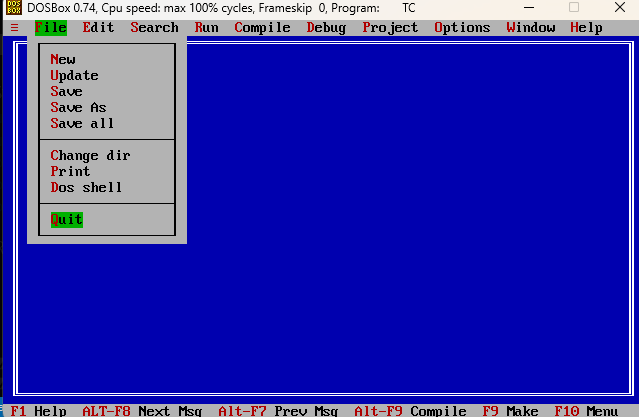 DOS BOX DOSBox 0.74, Cpu speed: max 100% cycles, Frameskip 0, Program: TC
≡ File Edit Search Run Compile Debug Project Options Window Help
New
Update
Save
Save As
Save all
Change dir
Print
Dos shell
Quit
F1 Help ALT-F8 Next Msg Alt-F7 Prev Msg Alt-F9 Compile F9 Make F10 Menu